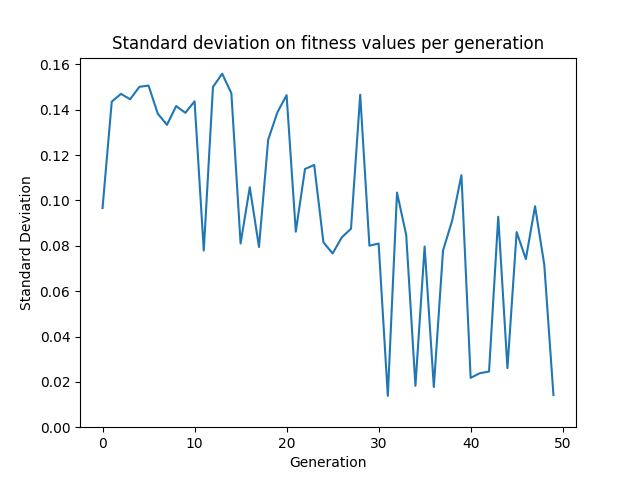 Standard deviation on fitness values per generation
0.16
0.14
0.12
0.10
0.08
0.06
0.04
0.02
0.00
Standard Deviation
0 10 20 30 40 50
Generation